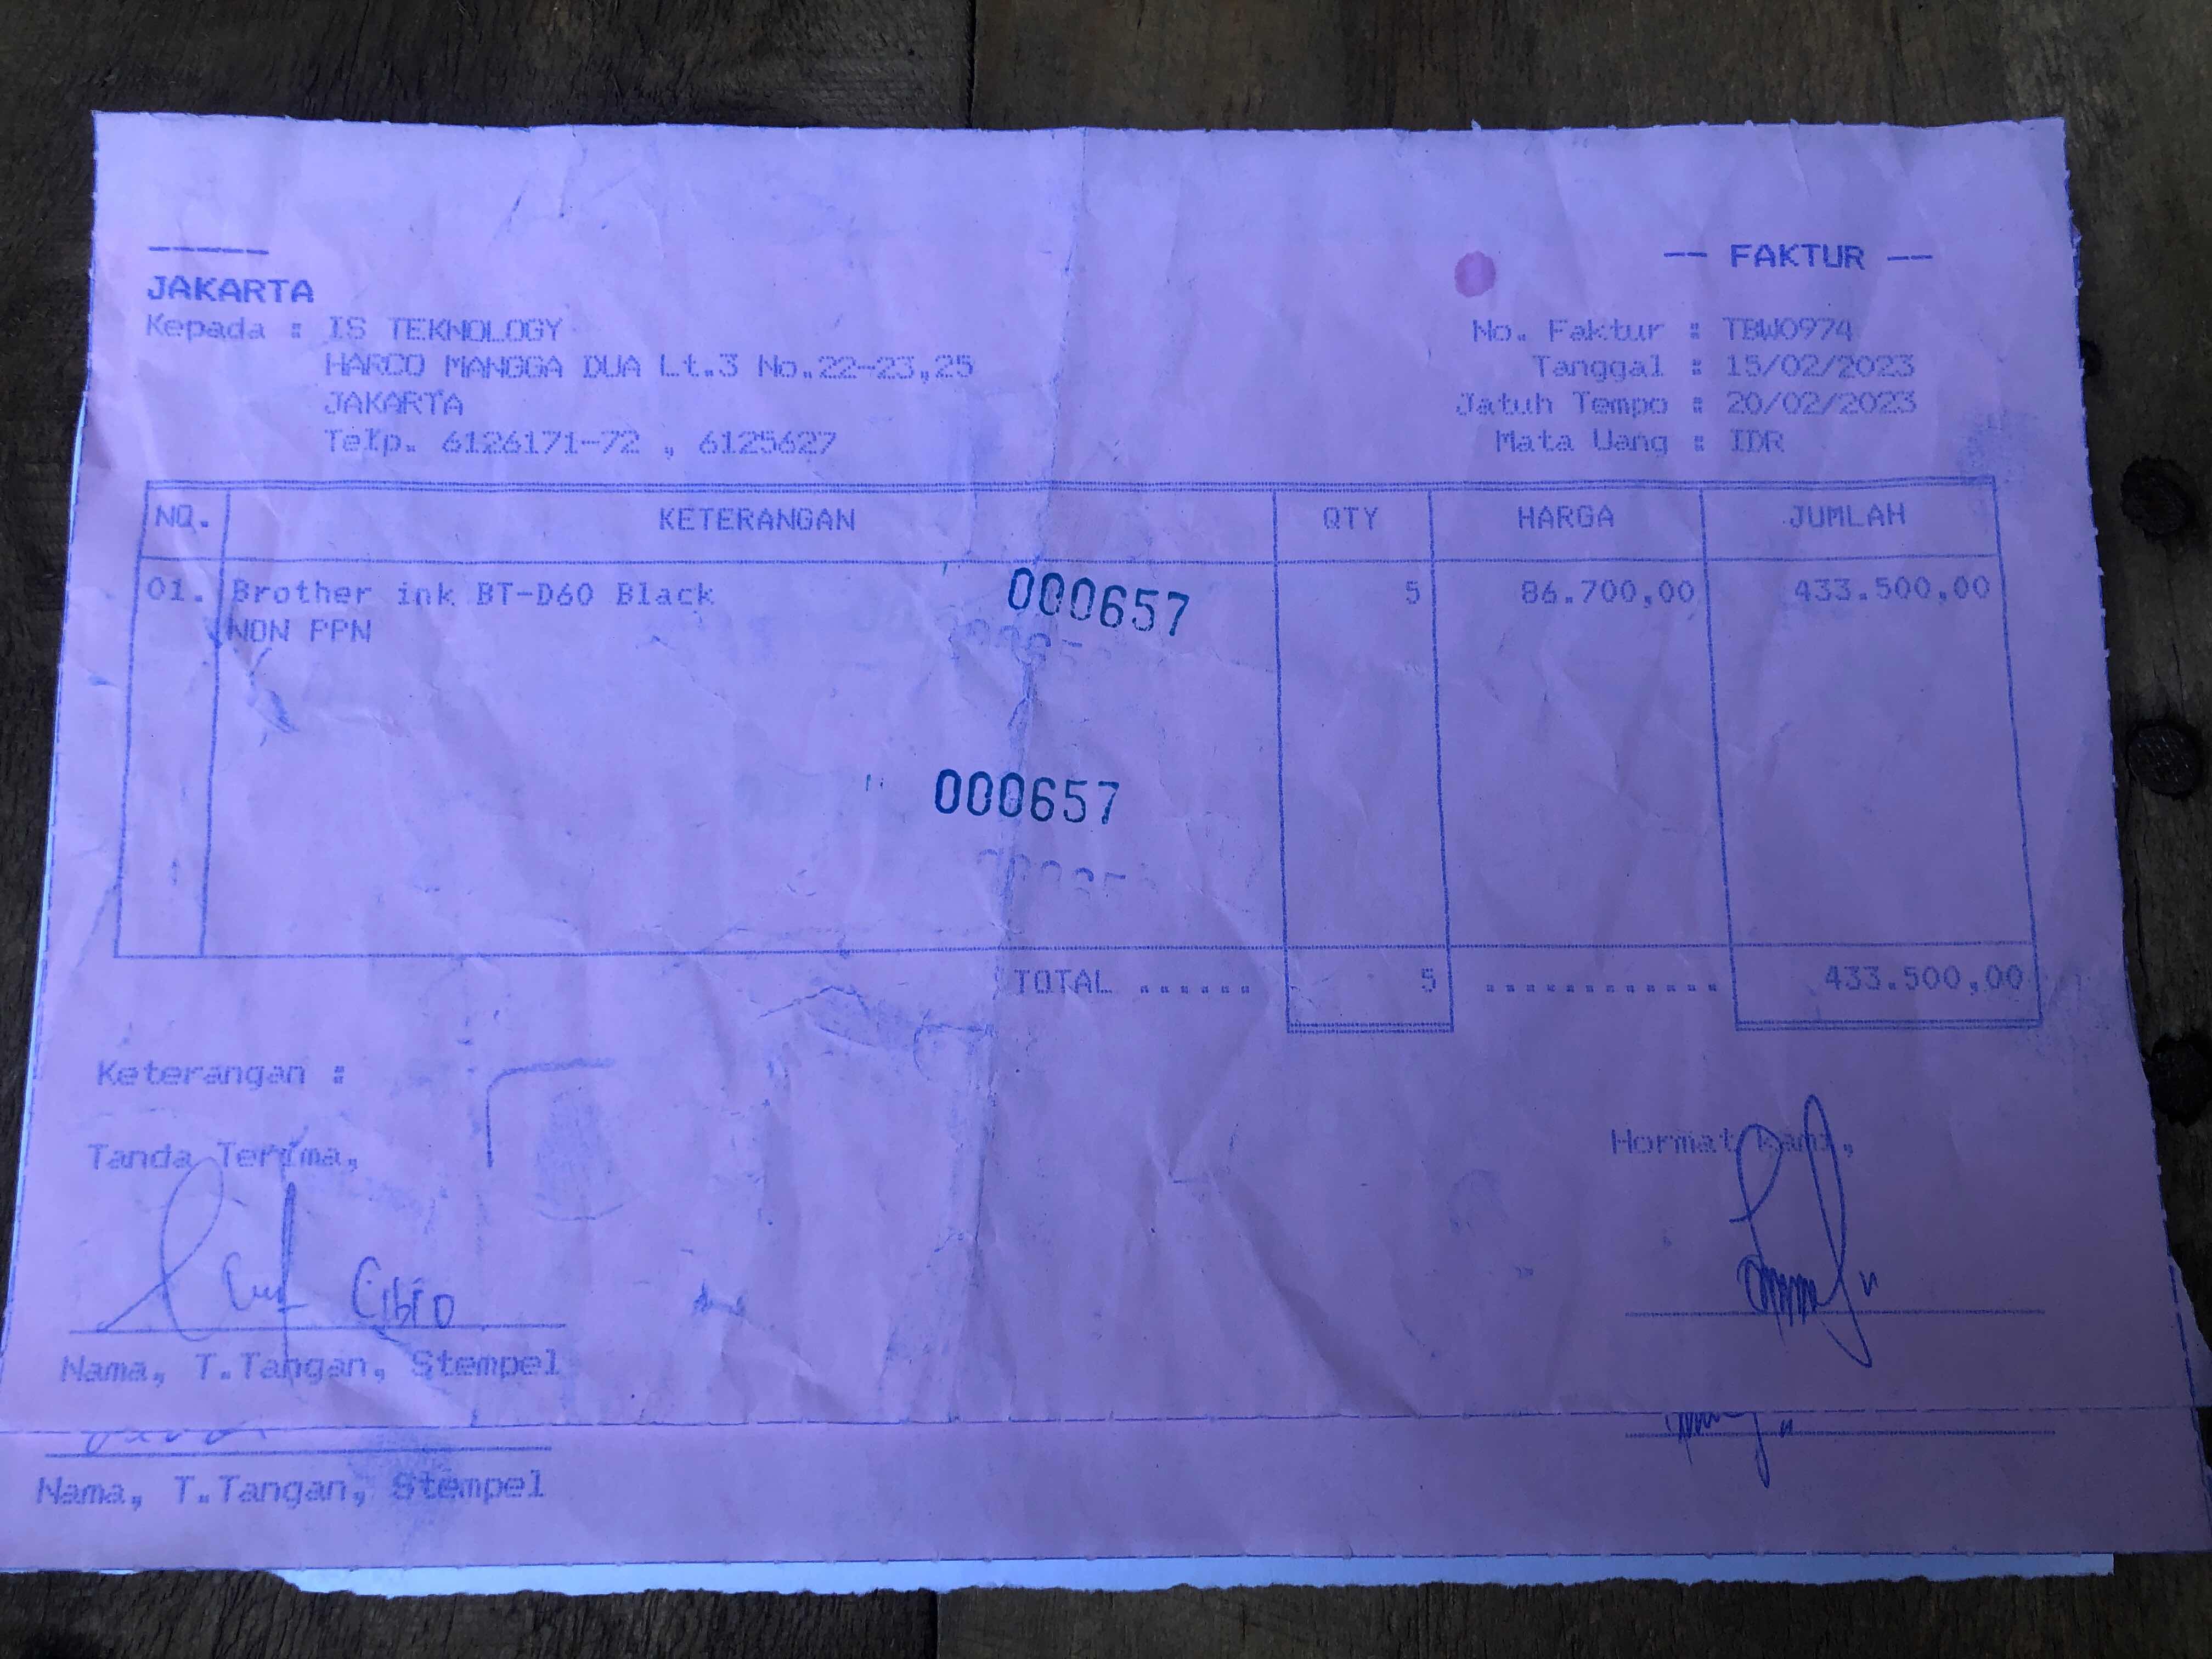 -----
JAKARTA
-- FAKTUR --
Kepada : IS TEKNOLOGY
HARCO MANGGA DUA Lt.3 No.22-23,25
JAKARTA
Telp. 6126171-72 , 6125627
No. Faktur : TBW0974
Tanggal : 15/02/2023
Jatuh Tempo : 20/02/2023
Mata Uang : IDR
NO. KETERANGAN QTY HARGA JUMLAH
01. Brother ink BT-D60 Black 5 86.700,00 433.500,00
NON PPN
000657
000657
TOTAL ...... 5 ............ 433.500,00
Keterangan :
Tanda Terima, Hormat Kami,
Nama, T.Tangan, Stempel
Nama, T.Tangan, Stempel